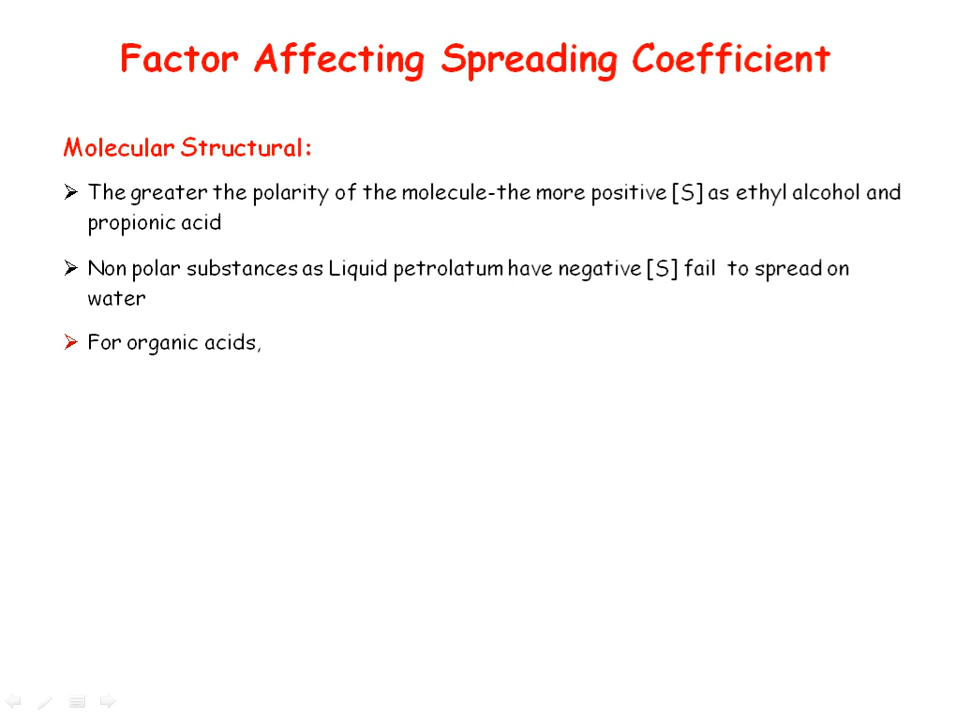 Factor Affecting Spreading Coefficient
Molecular Structural:
➢ The greater the polarity of the molecule-the more positive [S] as ethyl alcohol and
propionic acid
➢ Non polar substances as Liquid petrolatum have negative [S] fail to spread on
water
➢ For organic acids,